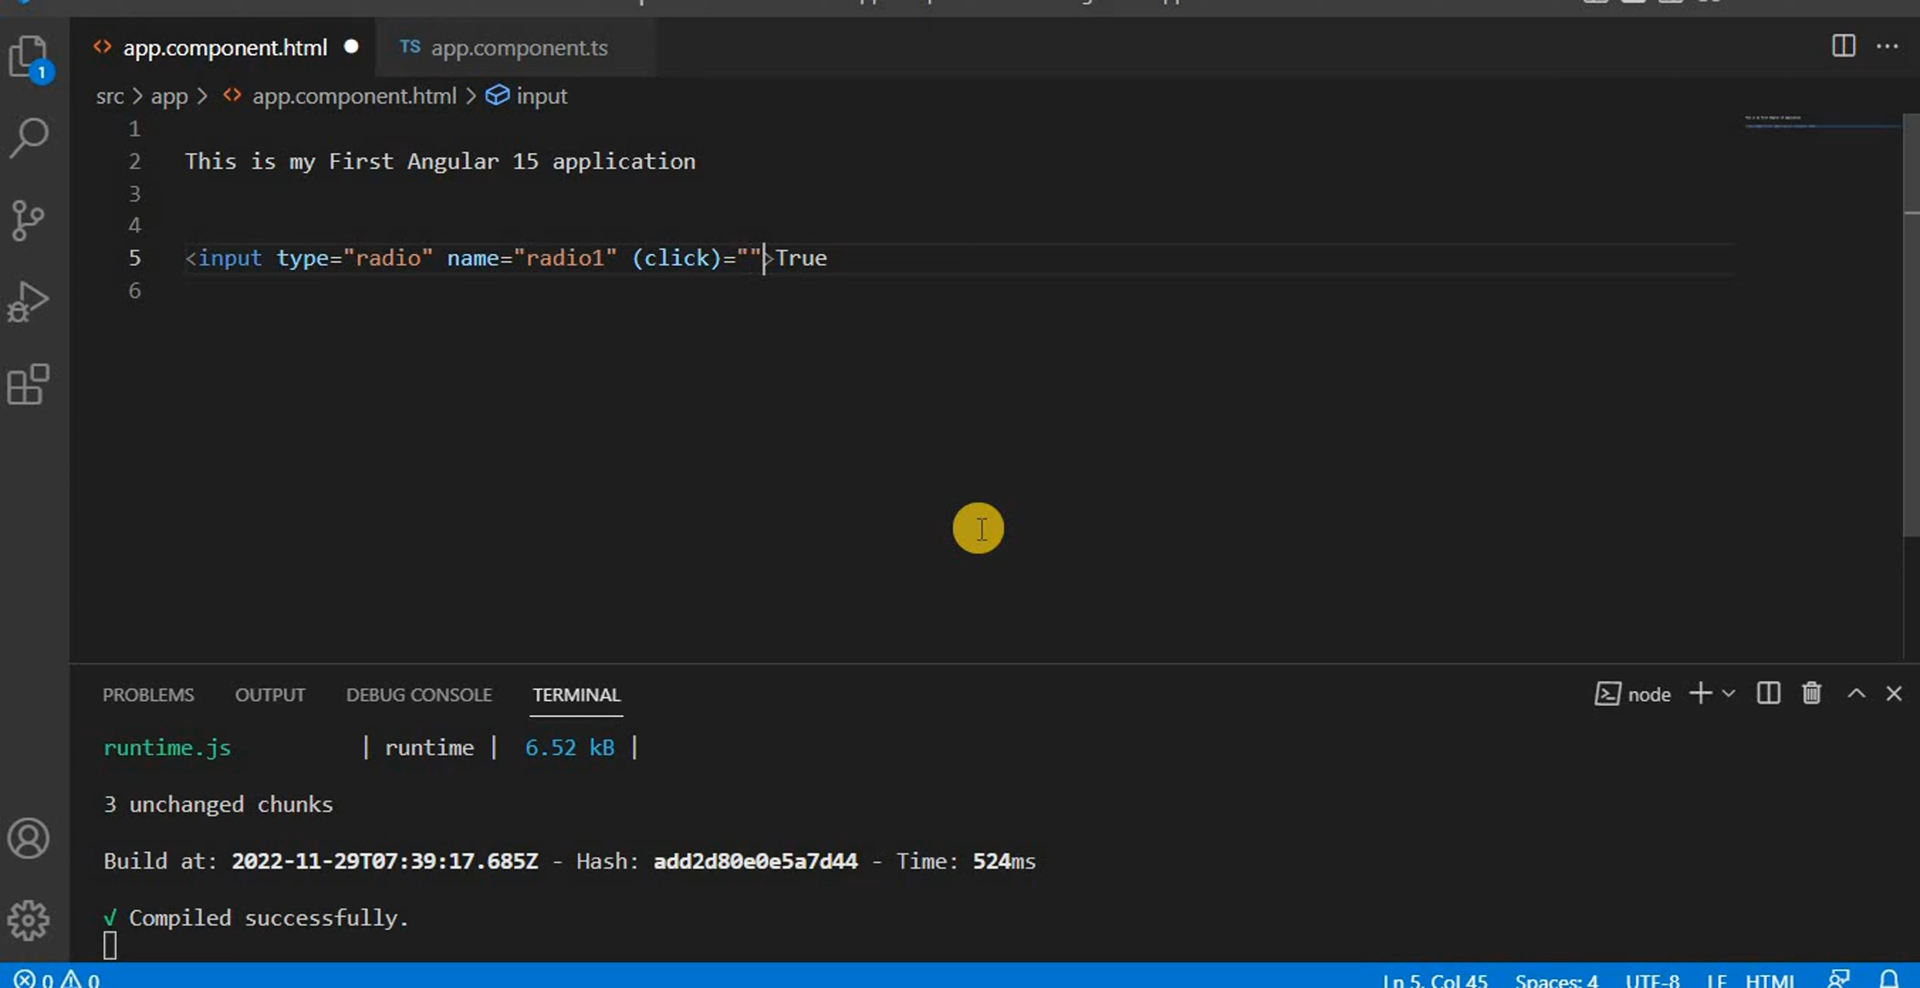 app.component.html
TS app.component.ts
1
src > app > <> app.component.html > input
1
2 This is my First Angular 15 application
3
4
5 <input type="radio" name="radio1" (click)="">True
6
PROBLEMS OUTPUT DEBUG CONSOLE TERMINAL
node
runtime.js | runtime | 6.52 kB |
3 unchanged chunks
Build at: 2022-11-29T07:39:17.685Z - Hash: add2d80e0e5a7d44 - Time: 524ms
√ Compiled successfully.
0 0 Ln 5, Col 45 Spaces: 4 UTF-8 LF HTML